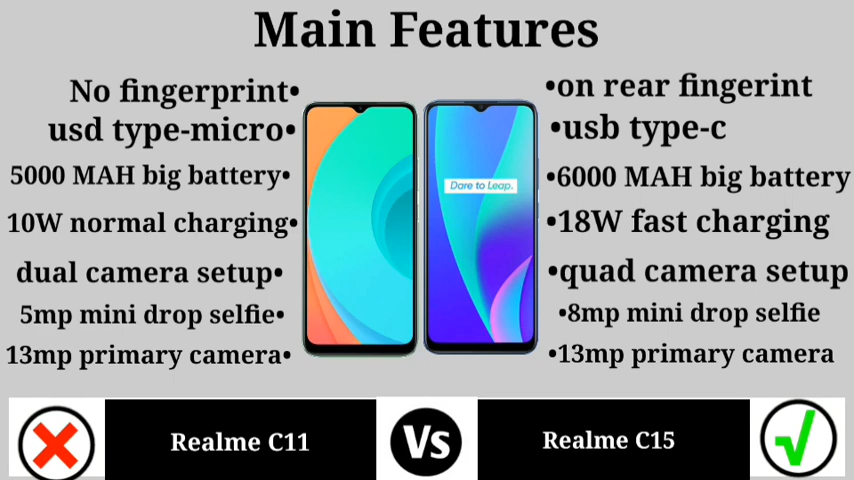 Main Features
No fingerprint•
usd type-micro•
5000 MAH big battery•
10W normal charging•
dual camera setup•
5mp mini drop selfie•
13mp primary camera•
Dare to Leap.
•on rear fingerint
•usb type-c
•6000 MAH big battery
•18W fast charging
•quad camera setup
•8mp mini drop selfie
•13mp primary camera
Realme C11
Vs
Realme C15